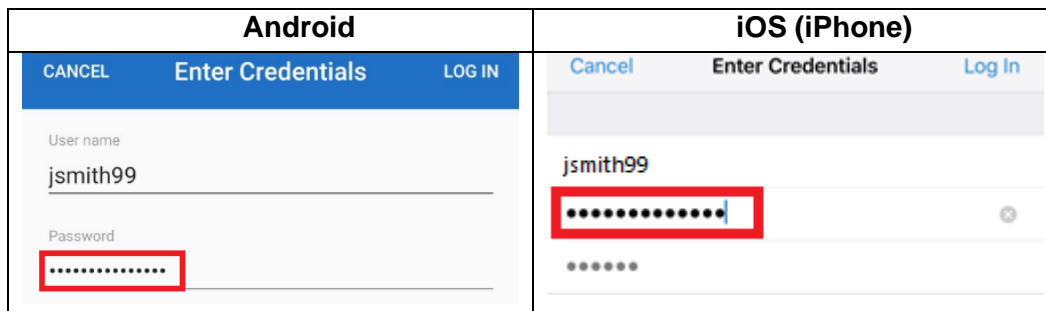 Android
iOS (iPhone)
CANCEL Enter Credentials LOG IN
Cancel Enter Credentials Log In
User name
jsmith99
jsmith99
Password
•••••••••••••••
•••••••••••••
••••••